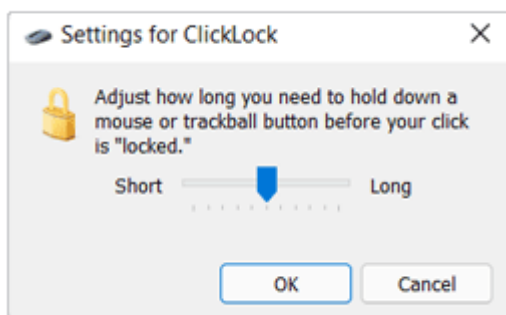 Settings for ClickLock
Adjust how long you need to hold down a
mouse or trackball button before your click
is "locked."
Short Long
OK Cancel